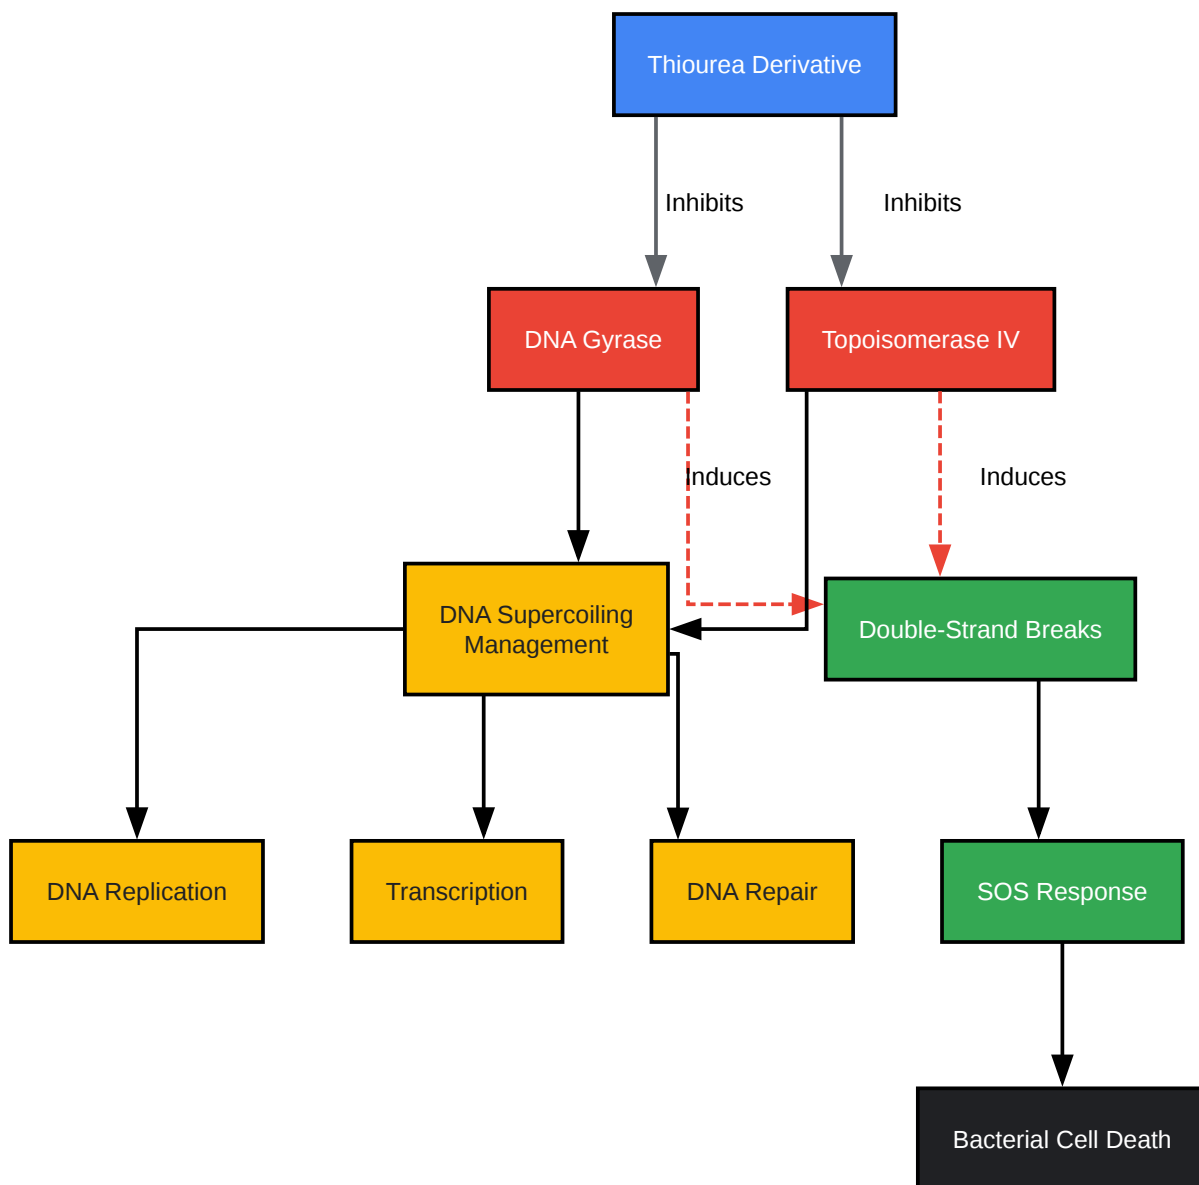 Thiourea Derivative
Inhibits
Inhibits
DNA Gyrase
Topoisomerase IV
Induces
Induces
DNA Supercoiling
Management
Double-Strand Breaks
DNA Replication
Transcription
DNA Repair
SOS Response
Bacterial Cell Death